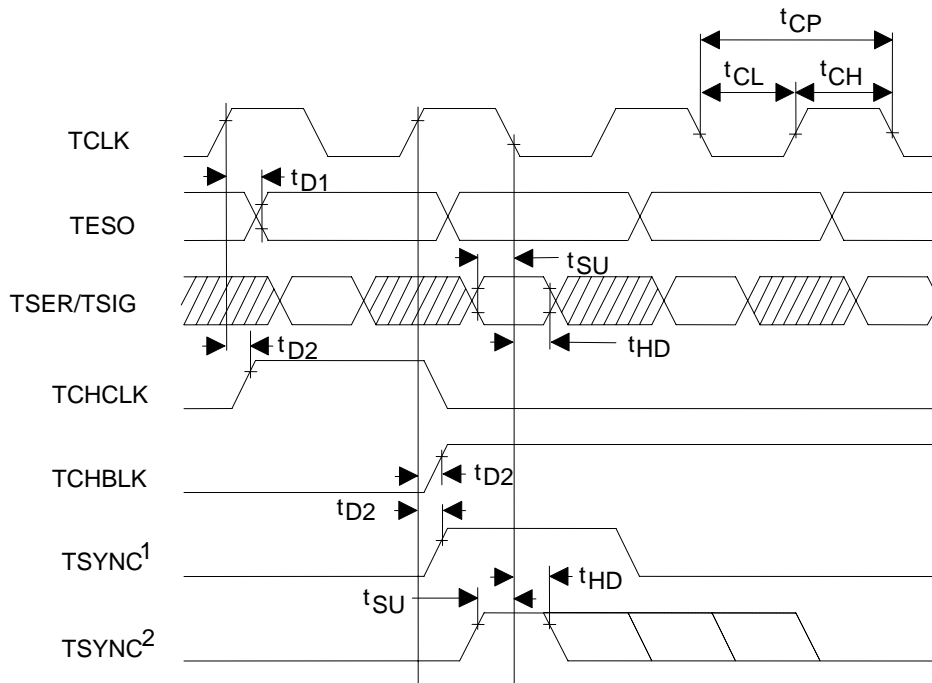 tCP
tCL tCH
TCLK
tD1
TESO
tSU
TSER/TSIG
tD2 tHD
TCHCLK
TCHBLK
tD2
tD2
TSYNC1
tHD
tSU
TSYNC2